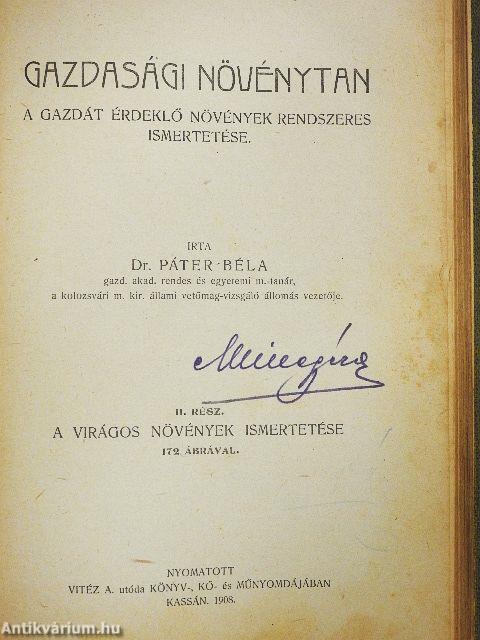 GAZDASÁGI NÖVÉNYTAN
A GAZDÁT ÉRDEKLŐ NÖVÉNYEK RENDSZERES
ISMERTETÉSE.
IRTA
Dr. PÁTER BÉLA
gazd. akad. rendes és egyetemi m.-tanár,
a kolozsvári m. kir. állami vetőmag-vizsgáló állomás vezetője.
II. RÉSZ.
A VIRÁGOS NÖVÉNYEK ISMERTETÉSE
172 ÁBRÁVAL.
NYOMATOTT
VITÉZ A. utóda KÖNYV-, KŐ- és MŰNYOMDÁJÁBAN
KASSÁN. 1908.
Antikvárium.hu